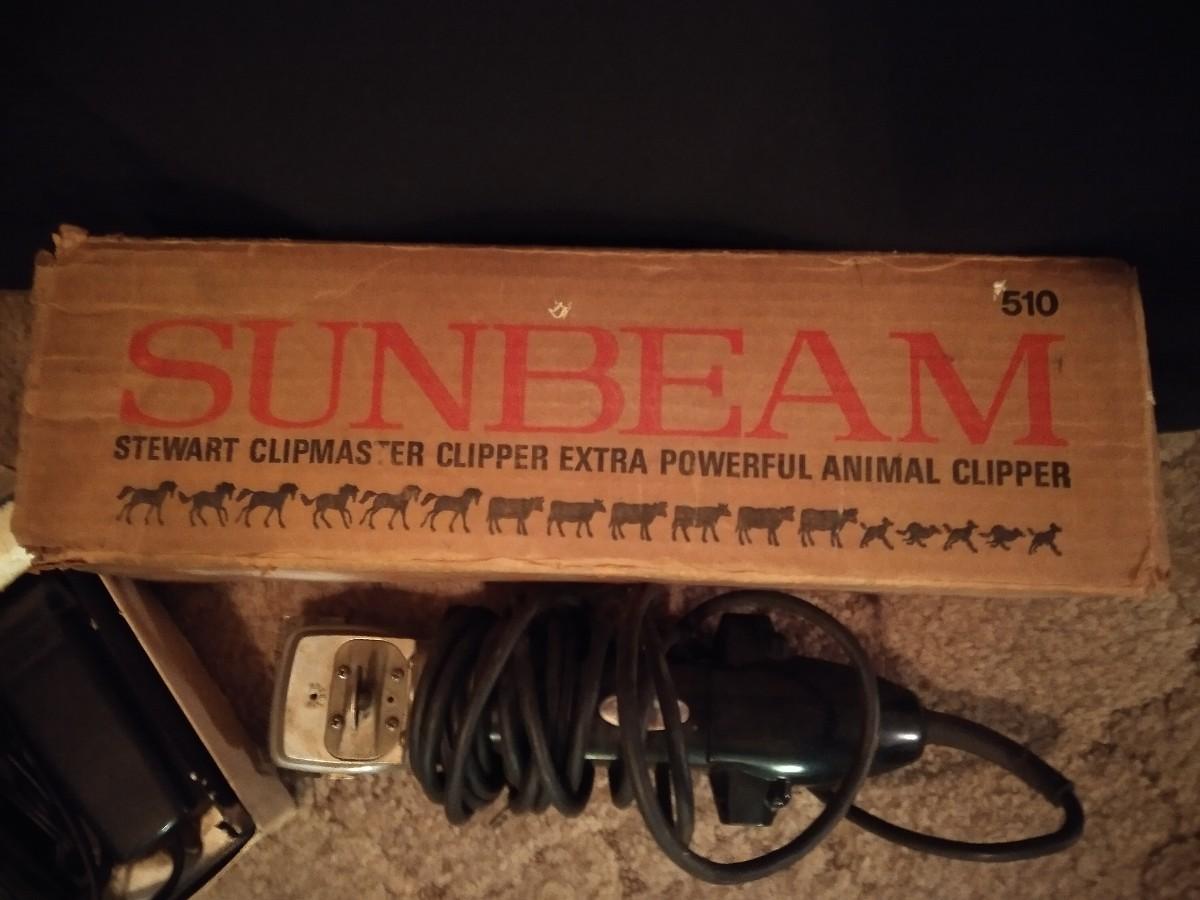 510
SUNBEAM
STEWART CLIPMASTER CLIPPER EXTRA POWERFUL ANIMAL CLIPPER